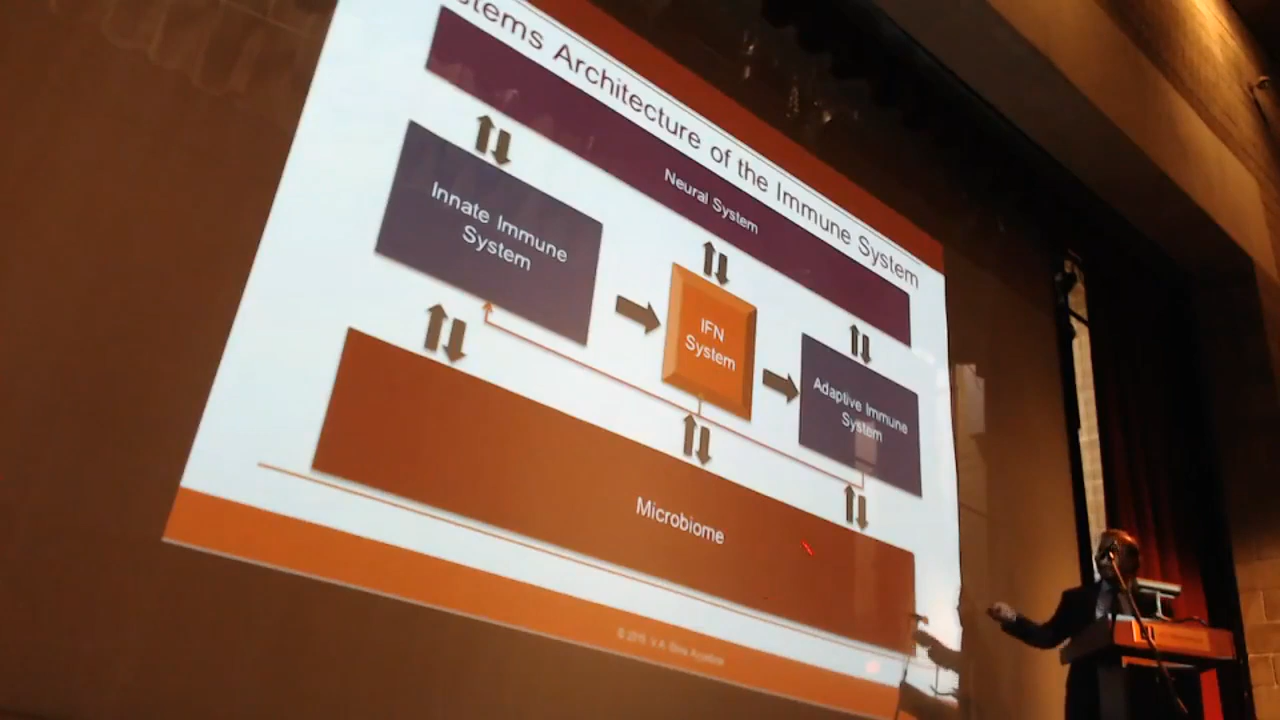 stems Architecture of the Immune System
Neural System
Innate Immune
System
IFN
System
Adaptive Immune
System
Microbiome